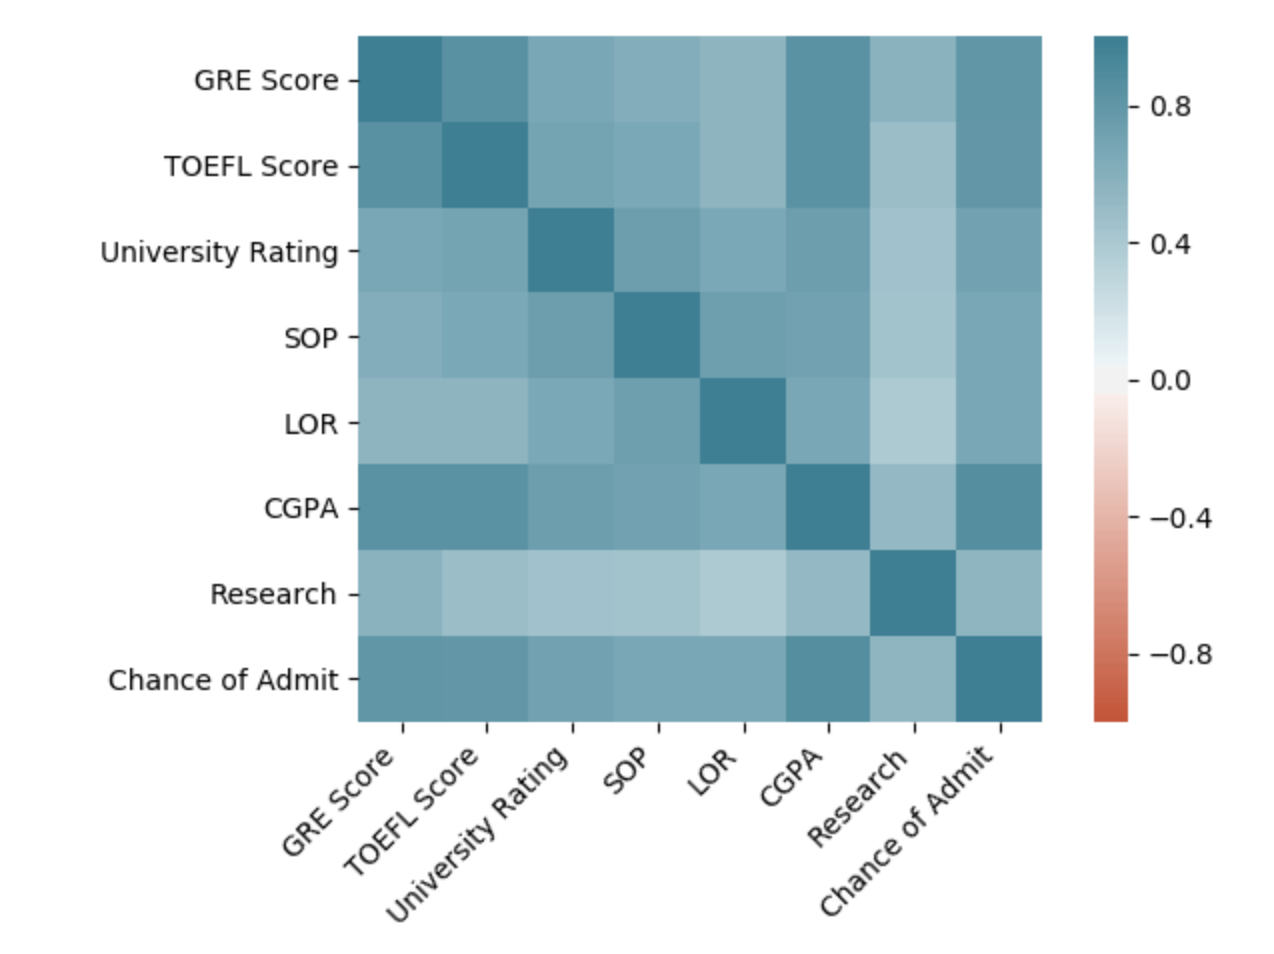 GRE Score
TOEFL Score
University Rating
SOP
LOR
CGPA
Research
Chance of Admit
GRE Score
TOEFL Score
University Rating
SOP
LOR
CGPA
Research
Chance of Admit
0.8
0.4
0.0
−0.4
−0.8